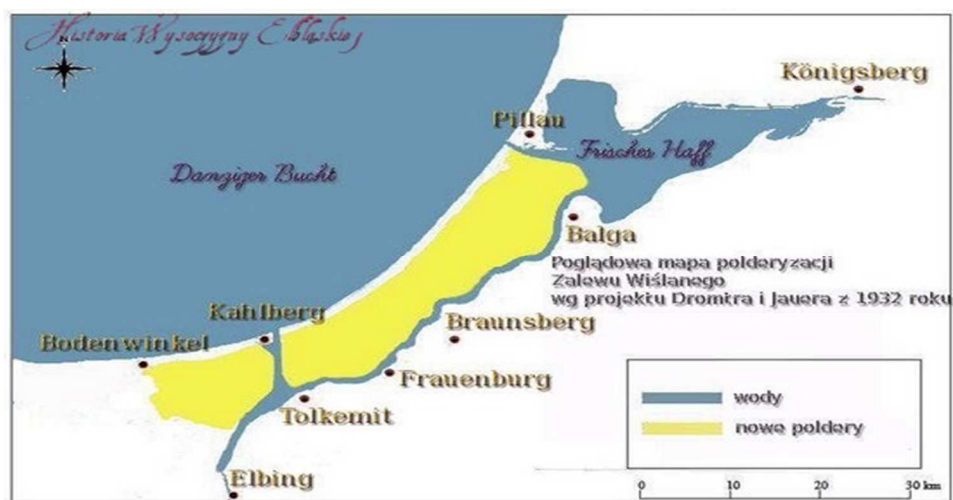 Historia Wysoczyzny Elbląskiej
N
Königsberg
Pillau
Frisches Haff
Danziger Bucht
Balga
Poglądowa mapa polderyzacji
Zalewu Wiślanego
wg projektu Dromtra i Jauera z 1932 roku
Kahlberg
Braunsberg
Bodenwinkel
Frauenburg
Tolkemit
wody
nowe poldery
Elbing
0 10 20 30 km